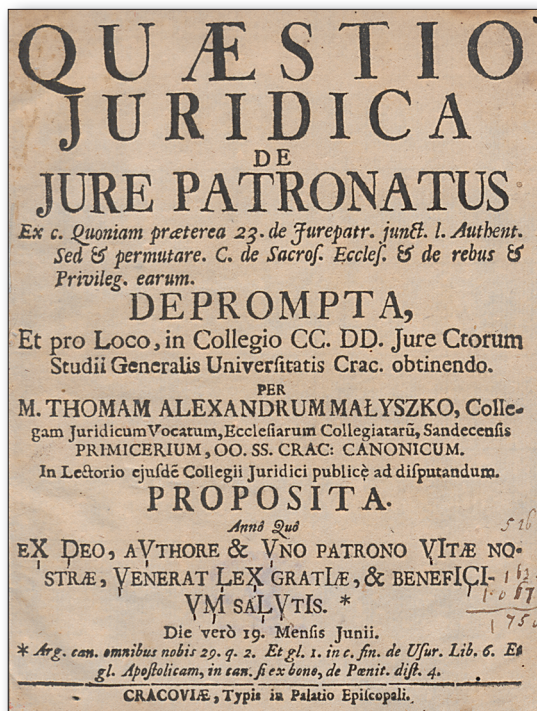 QUÆSTIO
JURIDICA
DE
JURE PATRONATUS
Ex c. Quoniam præterea 23. de Jurepatr. junct. l. Authent.
Sed & permutare. C. de Sacroſ. Eccleſ. & de rebus &
Privileg. earum.
DEPROMPTA,
Et pro Loco, in Collegio CC. DD. Jure Ctorum
Studii Generalis Univerſitatis Crac. obtinendo.
PER
M. THOMAM ALEXANDRUM MAŁYSZKO, Colle-
gam Juridicum Vocatum, Eccleſiarum Collegiatarũ, Sandecenſis
PRIMICERIUM, OO. SS. CRAC: CANONICUM.
In Lectorio ejuſdẽ Collegii Juridici publicè ad diſputandum.
PROPOSITA.
Annô Quô
EX DEO, AVTHORE & VNO PATRONO VITÆ NO-
STRÆ, VENERAT LEX GRATIÆ, & BENEFICI-
VM SALVTIS. *
Die verò 19. Menſis Junii.
* Arg. can. omnibus nobis 29. q. 2. Et gl. 1. in c. fin. de Uſur. Lib. 6. Et
gl. Apoſtolicam, in can. ſi ex bono, de Pœnit. diſt. 4.
CRACOVIÆ, Typis in Palatio Epiſcopali.